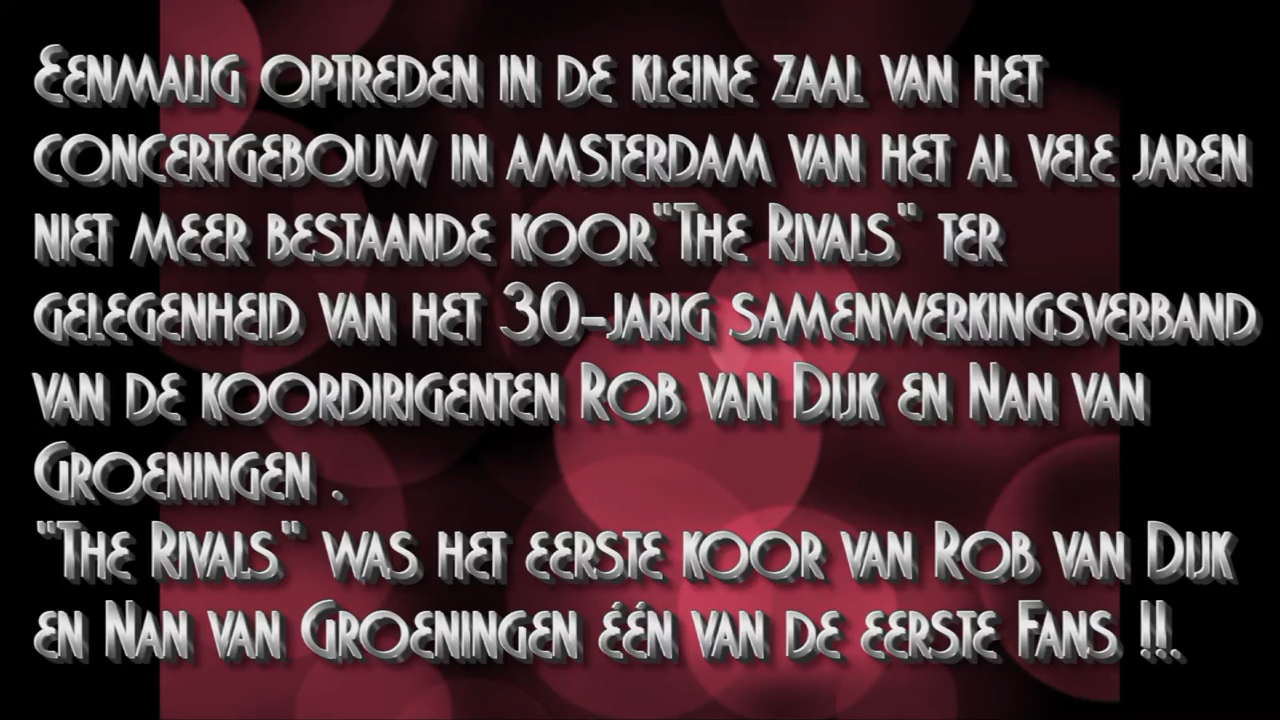 Eenmalig optreden in de kleine zaal van het
concertgebouw in amsterdam van het al vele jaren
niet meer bestaande koor"The Rivals" ter
gelegenheid van het 30-jarig samenwerkingsverband
van de koordirigenten Rob van Dijk en Nan van
Groeningen .
"The Rivals" was het eerste koor van Rob van Dijk
en Nan van Groeningen één van de eerste Fans !!.